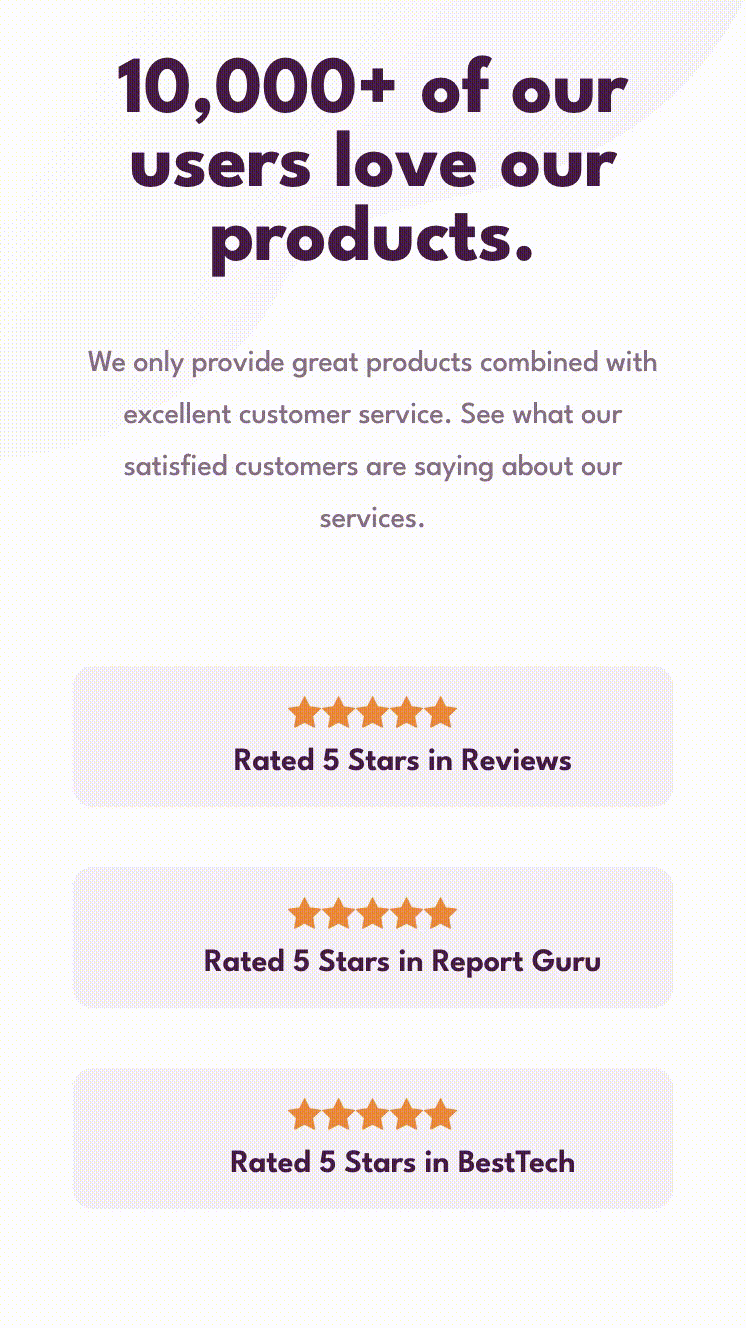 10,000+ of our
users love our
products.
We only provide great products combined with
excellent customer service. See what our
satisfied customers are saying about our
services.
Rated 5 Stars in Reviews
Rated 5 Stars in Report Guru
Rated 5 Stars in BestTech